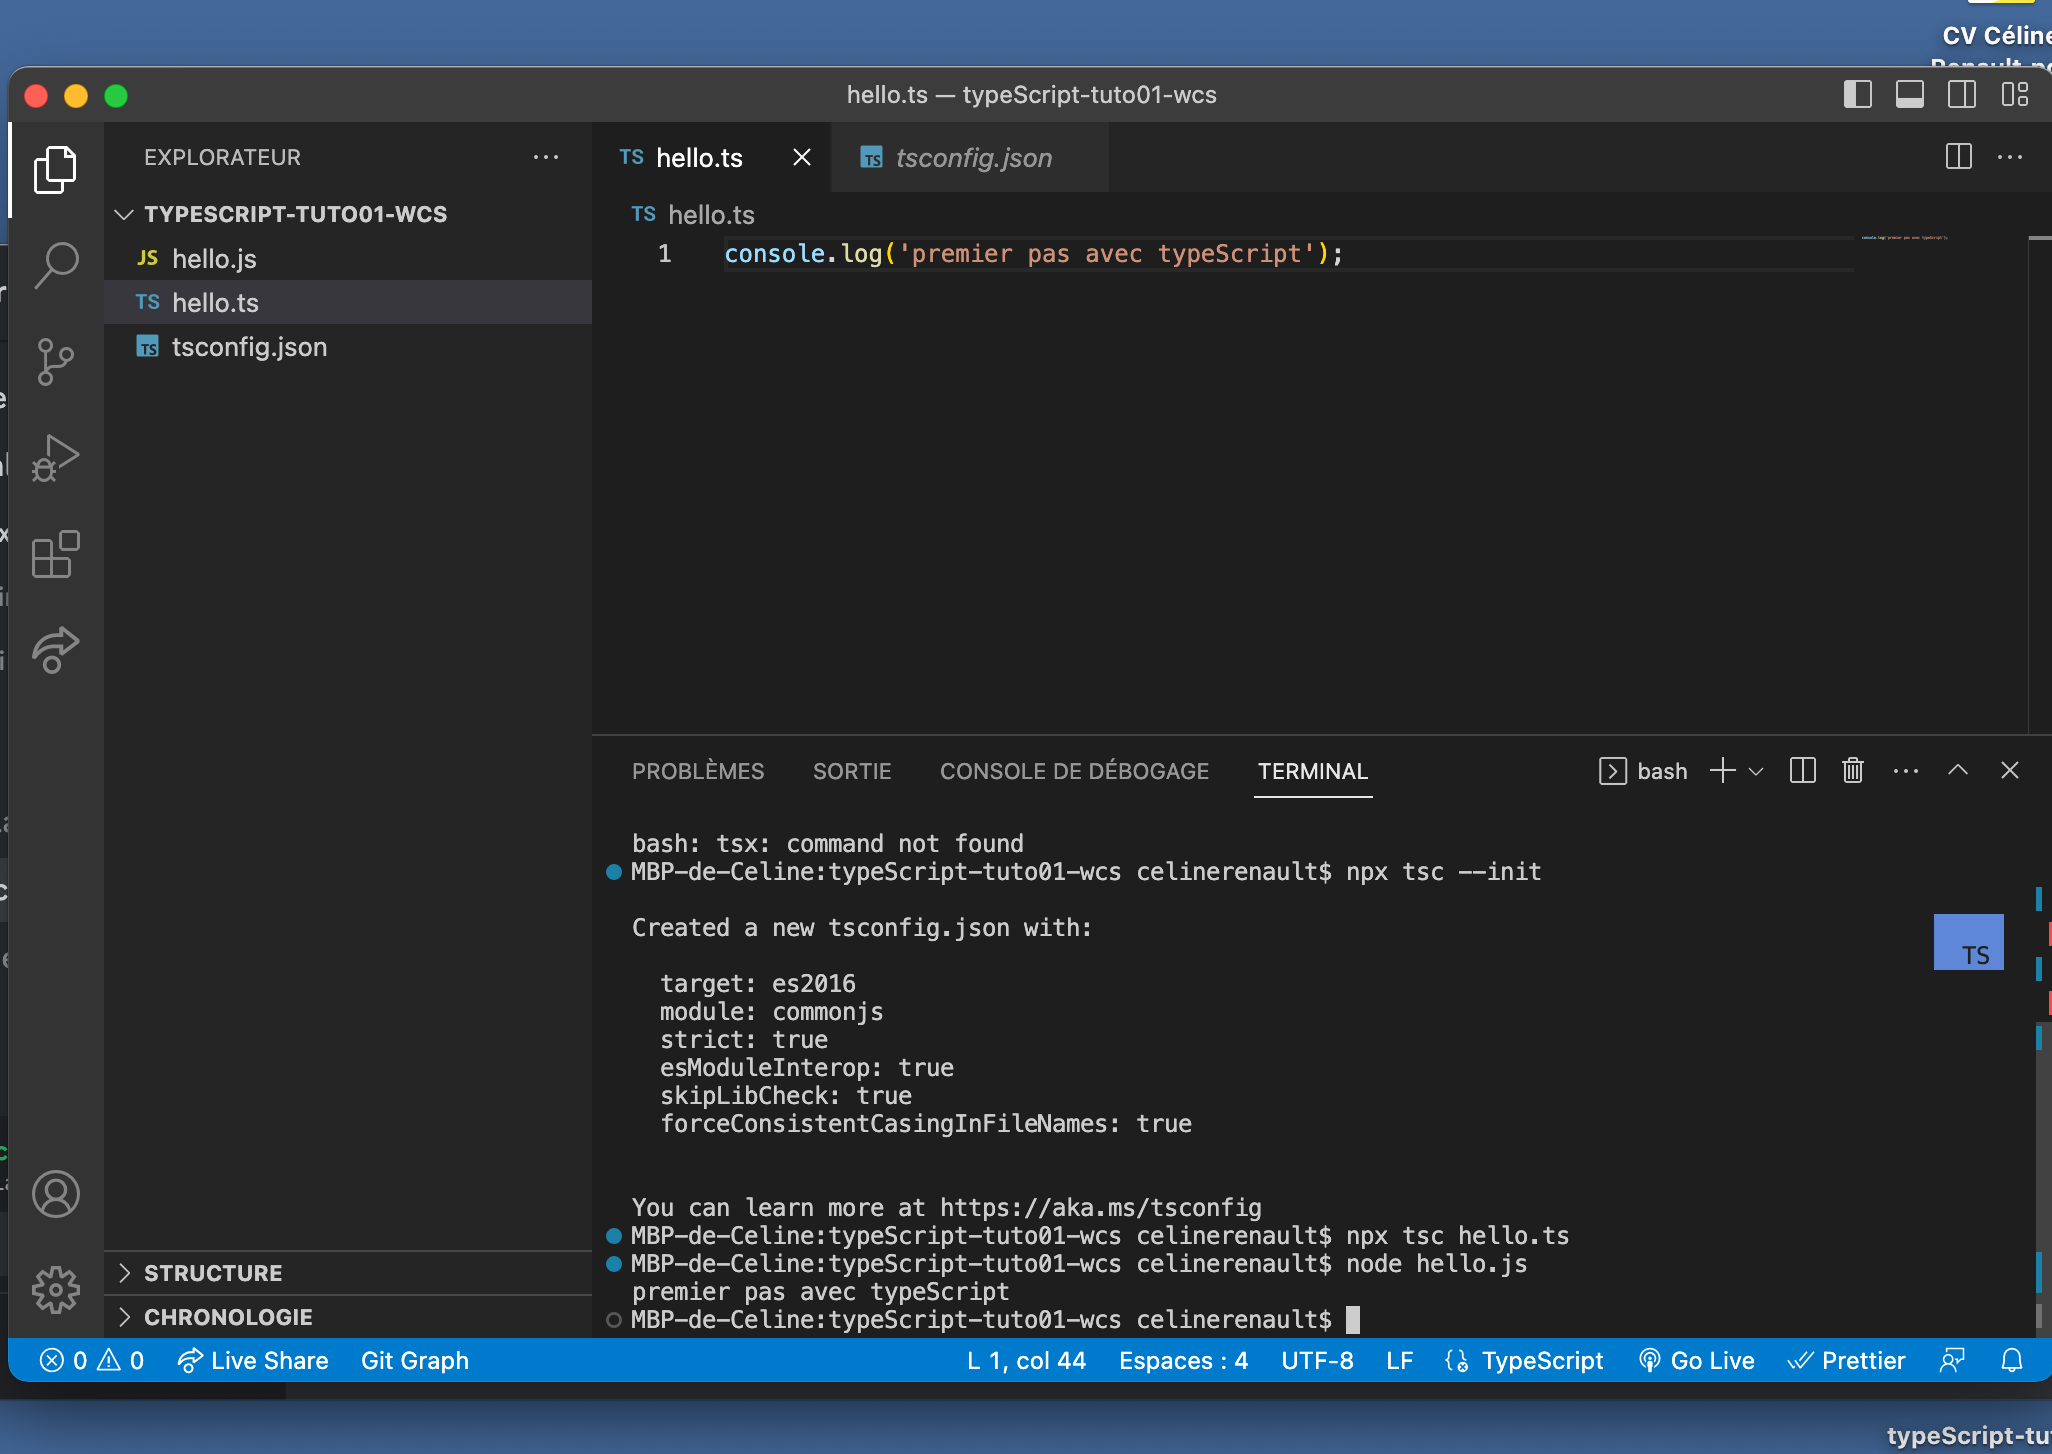 CV Céline
hello.ts — typeScript-tuto01-wcs
EXPLORATEUR
TYPESCRIPT-TUTO01-WCS
JS hello.js
TS hello.ts
TS tsconfig.json
STRUCTURE
CHRONOLOGIE
TS hello.ts
TS tsconfig.json
TS hello.ts
1 console.log('premier pas avec typeScript');
PROBLÈMES SORTIE CONSOLE DE DÉBOGAGE TERMINAL
bash
bash: tsx: command not found
MBP-de-Celine:typeScript-tuto01-wcs celinerenault$ npx tsc --init
Created a new tsconfig.json with:
TS
target: es2016
module: commonjs
strict: true
esModuleInterop: true
skipLibCheck: true
forceConsistentCasingInFileNames: true
You can learn more at https://aka.ms/tsconfig
MBP-de-Celine:typeScript-tuto01-wcs celinerenault$ npx tsc hello.ts
MBP-de-Celine:typeScript-tuto01-wcs celinerenault$ node hello.js
premier pas avec typeScript
MBP-de-Celine:typeScript-tuto01-wcs celinerenault$
0 0 Live Share Git Graph L 1, col 44 Espaces : 4 UTF-8 LF TypeScript Go Live Prettier
typeScript-tu